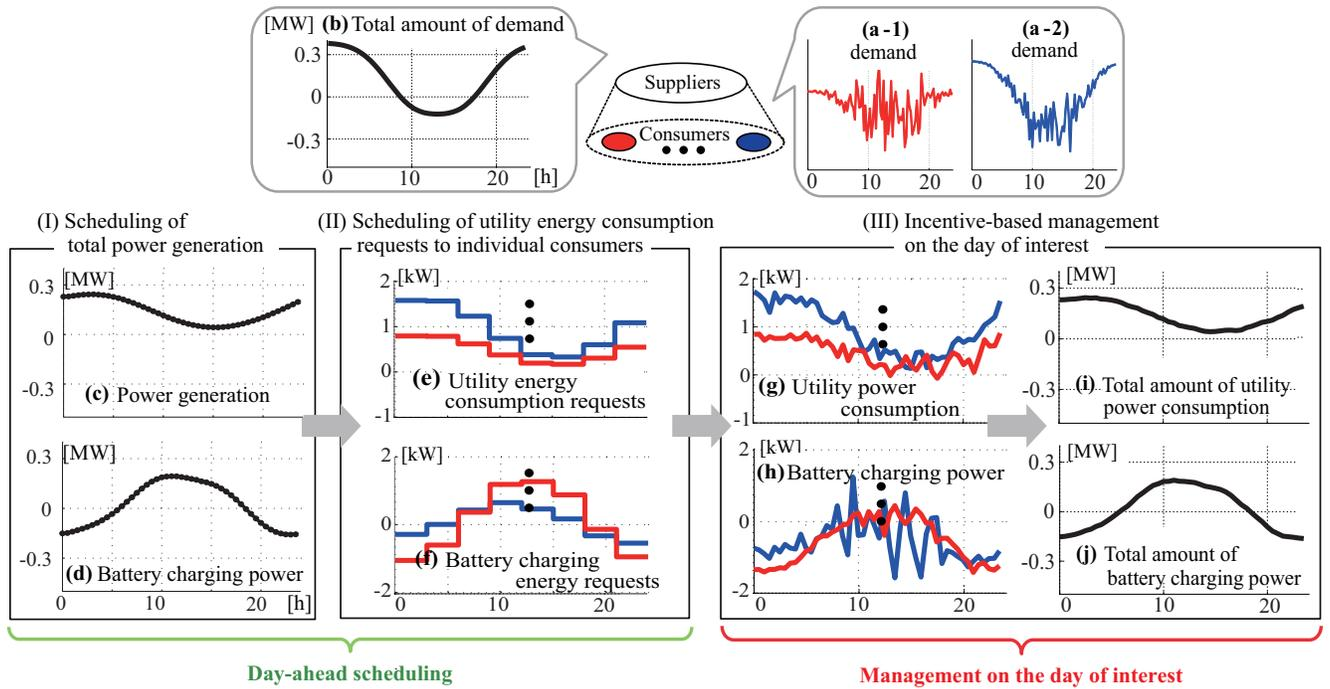 [MW] (b) Total amount of demand
0.3
0
-0.3
0 10 20 [h]
Suppliers
Consumers
(a-1)
demand
0 10 20
(a-2)
demand
0 10 20
(I) Scheduling of
total power generation
[MW]
0.3
0
-0.3
(c) Power generation
[MW]
0.3
0
-0.3
(d) Battery charging power
0 10 20 [h]
(II) Scheduling of utility energy consumption
requests to individual consumers
[kW]
2
1
0
-1
(e) Utility energy
consumption requests
[kW]
2
0
-2
(f) Battery charging
energy requests
0 10 20
(III) Incentive-based management
on the day of interest
[kW]
2
1
0
-1
(g) Utility power
consumption
[kW]
2
0
-2
(h) Battery charging power
0 10 20
[MW]
0.3
0
-0.3
(i) Total amount of utility
power consumption
[MW]
0.3
0
-0.3
(j) Total amount of
battery charging power
0 10 20
Day-ahead scheduling
Management on the day of interest